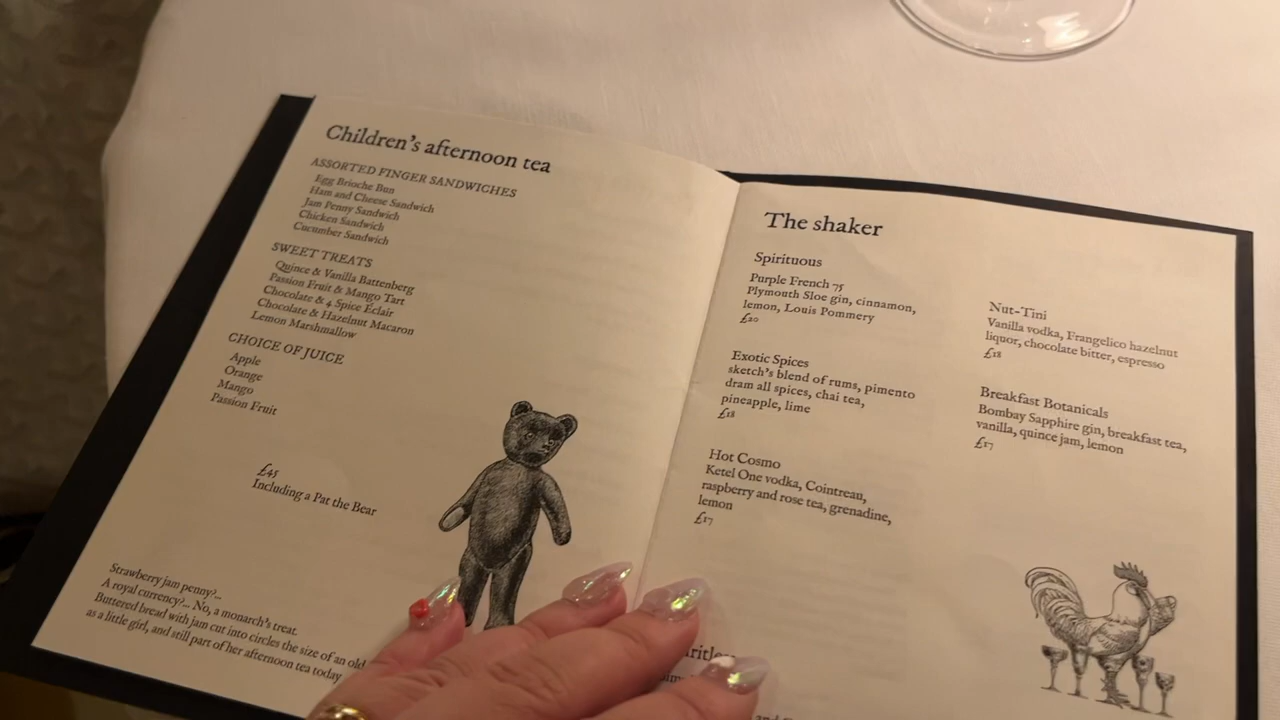 Children's afternoon tea
ASSORTED FINGER SANDWICHES
Egg Brioche Bun
Ham and Cheese Sandwich
Jam Penny Sandwich
Chicken Sandwich
Cucumber Sandwich
SWEET TREATS
Quince & Vanilla Battenberg
Passion Fruit & Mango Tart
Chocolate & 4 Spice Éclair
Chocolate & Hazelnut Macaron
Lemon Marshmallow
CHOICE OF JUICE
Apple
Orange
Mango
Passion Fruit
£45
Including a Pat the Bear
Strawberry jam penny?...
A royal currency?... No, a monarch's treat.
Buttered bread with jam cut into circles the size of an old
as a little girl, and still part of her afternoon tea today
The shaker
Spirituous
Purple French 75
Plymouth Sloe gin, cinnamon,
lemon, Louis Pommery
£20
Exotic Spices
sketch's blend of rums, pimento
dram all spices, chai tea,
pineapple, lime
£18
Hot Cosmo
Ketel One vodka, Cointreau,
raspberry and rose tea, grenadine,
lemon
£17
Nut-Tini
Vanilla vodka, Frangelico hazelnut
liquor, chocolate bitter, espresso
£18
Breakfast Botanicals
Bombay Sapphire gin, breakfast tea,
vanilla, quince jam, lemon
£17